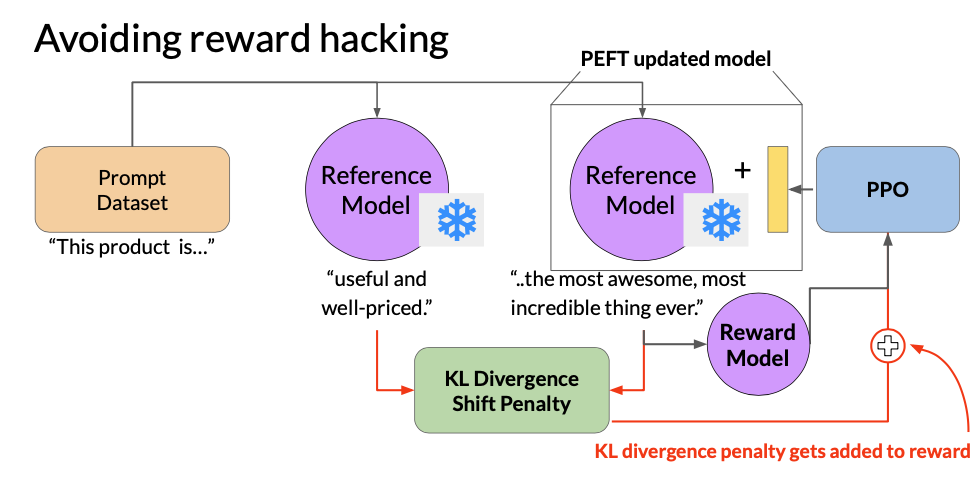 Avoiding reward hacking
PEFT updated model
Prompt
Dataset
“This product is...”
Reference
Model
“useful and
well-priced.”
Reference
Model
+
“..the most awesome, most
incredible thing ever.”
PPO
Reward
Model
KL Divergence
Shift Penalty
KL divergence penalty gets added to reward